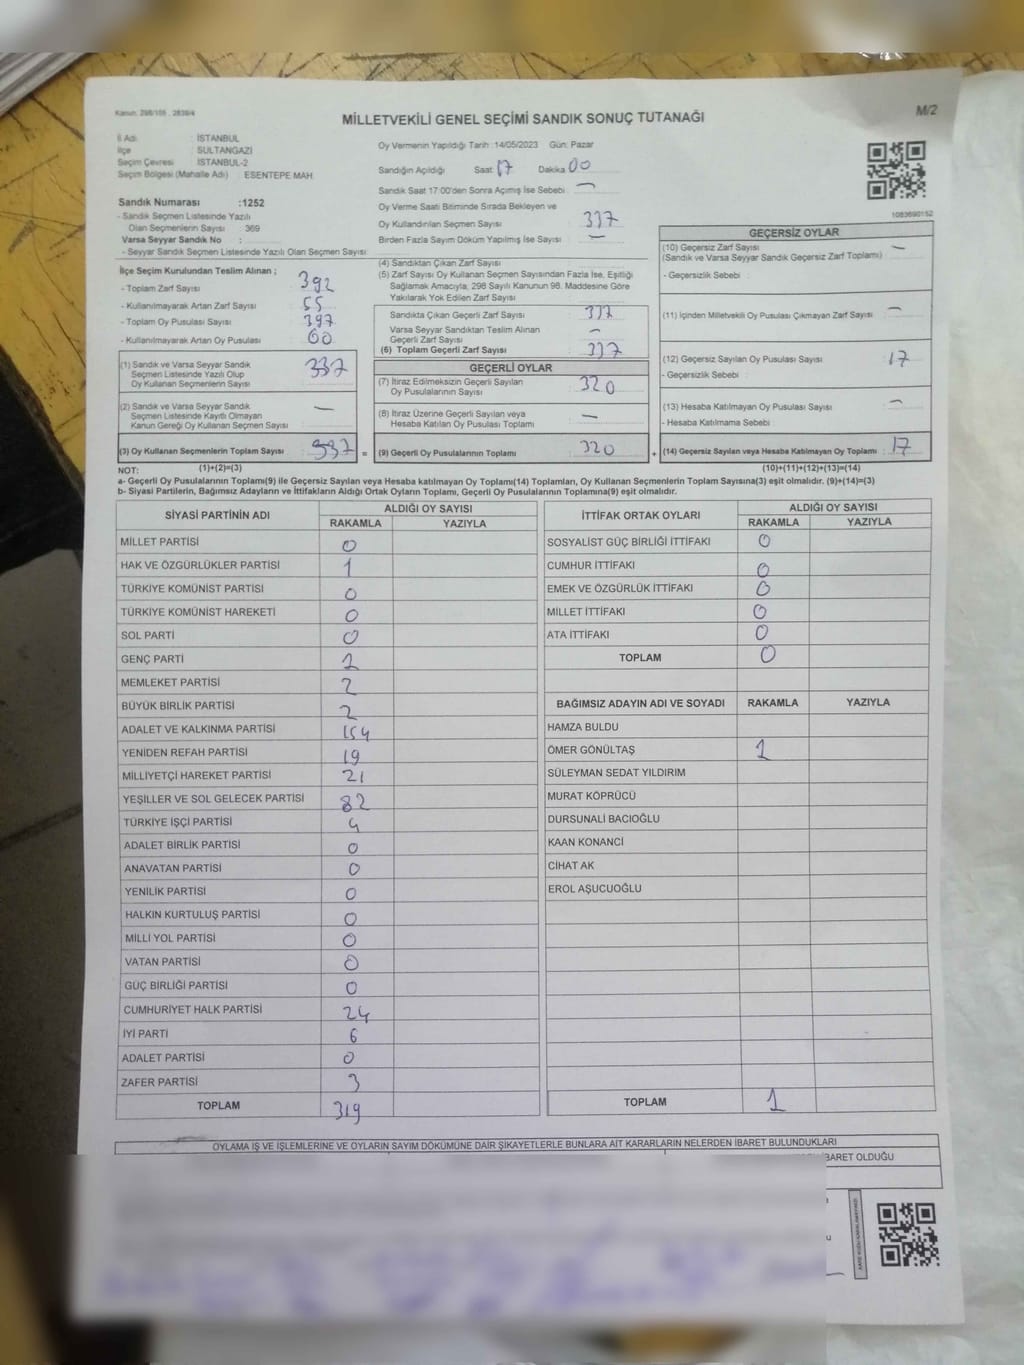 Kanun: 298/105 , 2839/4
M/2
MİLLETVEKİLİ GENEL SEÇİMİ SANDIK SONUÇ TUTANAĞI
İl Adı : İSTANBUL
İlçe : SULTANGAZİ
Seçim Çevresi : İSTANBUL-2
Seçim Bölgesi (Mahalle Adı) : ESENTEPE MAH.
Sandık Numarası :1252
- Sandık Seçmen Listesinde Yazılı
Olan Seçmenlerin Sayısı : 369
Varsa Seyyar Sandık No :
- Seyyar Sandık Seçmen Listesinde Yazılı Olan Seçmen Sayısı:
Oy Vermenin Yapıldığı Tarih :14/05/2023 Gün: Pazar
Sandığın Açıldığı Saat: 17 Dakika 00
Sandık Saat 17:00'den Sonra Açılmış İse Sebebi : —
Oy Verme Saati Bitiminde Sırada Bekleyen ve
Oy Kullandırılan Seçmen Sayısı : 337
Birden Fazla Sayım Döküm Yapılmış İse Sayısı : —
1083690152
İlçe Seçim Kurulundan Teslim Alınan ;
- Toplam Zarf Sayısı : 392
- Kullanılmayarak Artan Zarf Sayısı : 55
- Toplam Oy Pusulası Sayısı : 397
- Kullanılmayarak Artan Oy Pusulası : 60
(1) Sandık ve Varsa Seyyar Sandık
Seçmen Listesinde Yazılı Olup
Oy Kullanan Seçmenlerin Sayısı : 337
(2) Sandık ve Varsa Seyyar Sandık
Seçmen Listesinde Kayıtlı Olmayan
Kanun Gereği Oy Kullanan Seçmen Sayısı : —
(3) Oy Kullanan Seçmenlerin Toplam Sayısı : 337 =
(4) Sandıktan Çıkan Zarf Sayısı :
(5) Zarf Sayısı Oy Kullanan Seçmen Sayısından Fazla İse, Eşitliği
Sağlamak Amacıyla, 298 Sayılı Kanunun 98. Maddesine Göre
Yakılarak Yok Edilen Zarf Sayısı :
Sandıkta Çıkan Geçerli Zarf Sayısı : 337
Varsa Seyyar Sandıktan Teslim Alınan
Geçerli Zarf Sayısı : —
(6) Toplam Geçerli Zarf Sayısı : 337
GEÇERLİ OYLAR
(7) İtiraz Edilmeksizin Geçerli Sayılan
Oy Pusulalarının Sayısı : 320
(8) İtiraz Üzerine Geçerli Sayılan veya
Hesaba Katılan Oy Pusulası Toplamı : —
(9) Geçerli Oy Pusulalarının Toplamı : 320 +
GEÇERSİZ OYLAR
(10) Geçersiz Zarf Sayısı : —
(Sandık ve Varsa Seyyar Sandık Geçersiz Zarf Toplamı)
- Geçersizlik Sebebi :
(11) İçinden Milletvekili Oy Pusulası Çıkmayan Zarf Sayısı : —
(12) Geçersiz Sayılan Oy Pusulası Sayısı : 17
- Geçersizlik Sebebi :
(13) Hesaba Katılmayan Oy Pusulası Sayısı : —
- Hesaba Katılmama Sebebi :
(14) Geçersiz Sayılan veya Hesaba Katılmayan Oy Toplamı : 17
NOT: (1)+(2)=(3) (10)+(11)+(12)+(13)=(14)
a- Geçerli Oy Pusulalarının Toplamı(9) ile Geçersiz Sayılan veya Hesaba katılmayan Oy Toplamı(14) Toplamları, Oy Kullanan Seçmenlerin Toplam Sayısına(3) eşit olmalıdır. (9)+(14)=(3)
b- Siyasi Partilerin, Bağımsız Adayların ve İttifakların Aldığı Ortak Oyların Toplamı, Geçerli Oy Pusulalarının Toplamına(9) eşit olmalıdır.
SİYASİ PARTİNİN ADI ALDIĞI OY SAYISI
RAKAMLA YAZIYLA
MİLLET PARTİSİ 0
HAK VE ÖZGÜRLÜKLER PARTİSİ 1
TÜRKİYE KOMÜNİST PARTİSİ 0
TÜRKİYE KOMÜNİST HAREKETİ 0
SOL PARTİ 0
GENÇ PARTİ 1
MEMLEKET PARTİSİ 2
BÜYÜK BİRLİK PARTİSİ 2
ADALET VE KALKINMA PARTİSİ 154
YENİDEN REFAH PARTİSİ 19
MİLLİYETÇİ HAREKET PARTİSİ 21
YEŞİLLER VE SOL GELECEK PARTİSİ 82
TÜRKİYE İŞÇİ PARTİSİ 4
ADALET BİRLİK PARTİSİ 0
ANAVATAN PARTİSİ 0
YENİLİK PARTİSİ 0
HALKIN KURTULUŞ PARTİSİ 0
MİLLİ YOL PARTİSİ 0
VATAN PARTİSİ 0
GÜÇ BİRLİĞİ PARTİSİ 0
CUMHURİYET HALK PARTİSİ 24
İYİ PARTİ 6
ADALET PARTİSİ 0
ZAFER PARTİSİ 3
TOPLAM 319
İTTİFAK ORTAK OYLARI ALDIĞI OY SAYISI
RAKAMLA YAZIYLA
SOSYALİST GÜÇ BİRLİĞİ İTTİFAKI 0
CUMHUR İTTİFAKI 0
EMEK VE ÖZGÜRLÜK İTTİFAKI 0
MİLLET İTTİFAKI 0
ATA İTTİFAKI 0
TOPLAM 0
BAĞIMSIZ ADAYIN ADI VE SOYADI RAKAMLA YAZIYLA
HAMZA BULDU
ÖMER GÖNÜLTAŞ 1
SÜLEYMAN SEDAT YILDIRIM
MURAT KÖPRÜCÜ
DURSUNALİ BACIOĞLU
KAAN KONANCİ
CİHAT AK
EROL AŞUCUOĞLU
TOPLAM 1
OYLAMA İŞ VE İŞLEMLERİNE VE OYLARIN SAYIM DÖKÜMÜNE DAİR ŞİKAYETLERLE BUNLARA AİT KARARLARIN NELERDEN İBARET BULUNDUKLARI
İBARET OLDUĞU